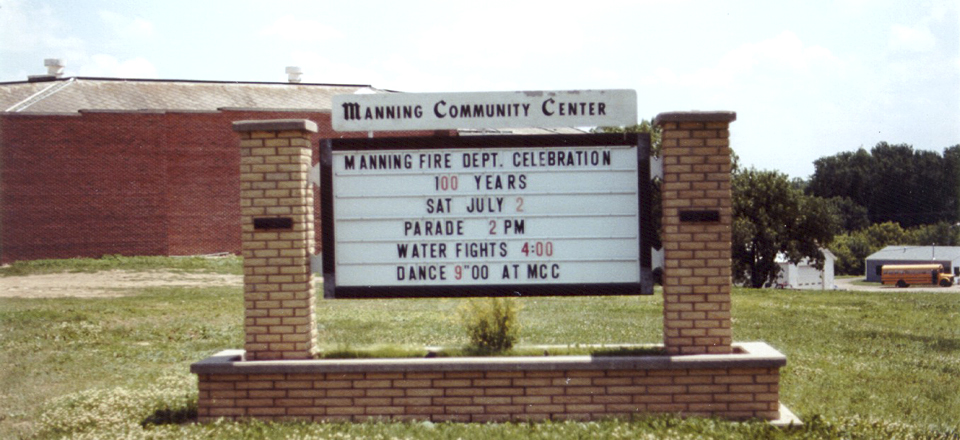 MANNING COMMUNITY CENTER
MANNING FIRE DEPT. CELEBRATION
100 YEARS
SAT JULY 2
PARADE 2 PM
WATER FIGHTS 4:00
DANCE 9"00 AT MCC